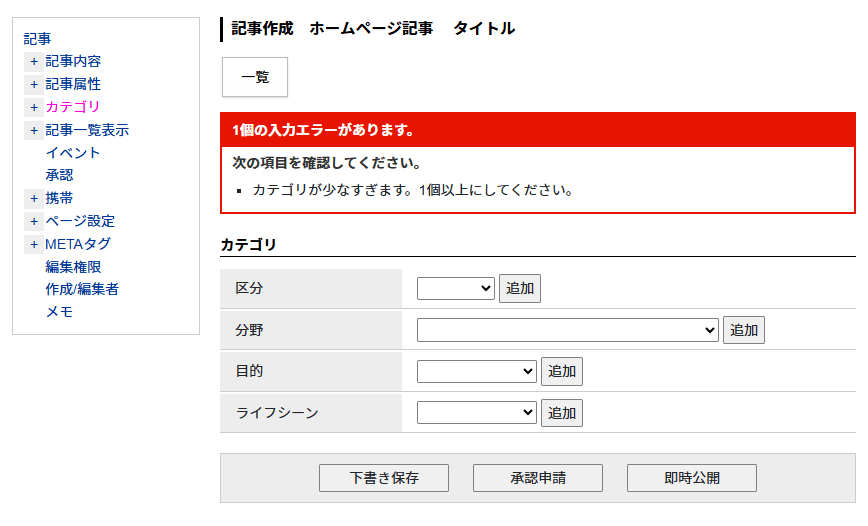 記事
+ 記事内容
+ 記事属性
+ カテゴリ
+ 記事一覧表示
イベント
承認
+ 携帯
+ ページ設定
+ METAタグ
編集権限
作成/編集者
メモ
記事作成 ホームページ記事 タイトル
一覧
1個の入力エラーがあります。
次の項目を確認してください。
カテゴリが少なすぎます。1個以上にしてください。
カテゴリ
区分 追加
分野 追加
目的 追加
ライフシーン 追加
下書き保存 承認申請 即時公開